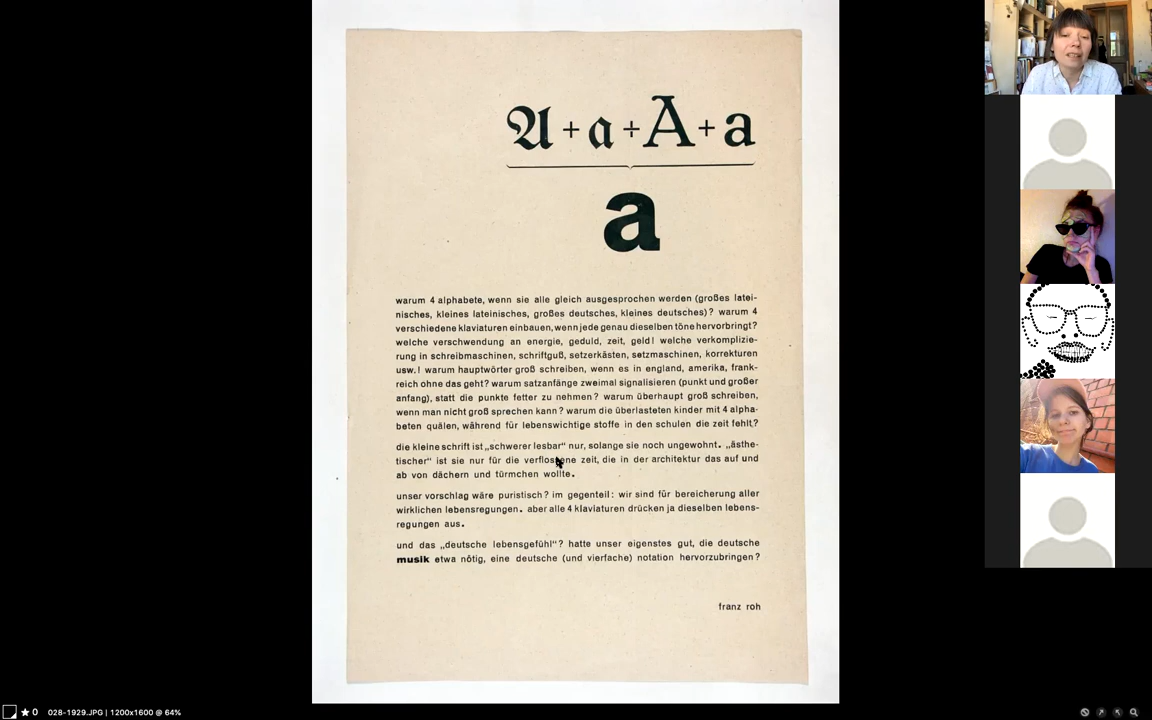 𝔄 + 𝔞 + A + a
a
warum 4 alphabete, wenn sie alle gleich ausgesprochen werden (großes latei-
nisches, kleines lateinisches, großes deutsches, kleines deutsches)? warum 4
verschiedene klaviaturen einbauen, wenn jede genau dieselben töne hervorbringt?
welche verschwendung an energie, geduld, zeit, geld! welche verkomplizie-
rung in schreibmaschinen, schriftguß, setzerkästen, setzmaschinen, korrekturen
usw.! warum hauptwörter groß schreiben, wenn es in england, amerika, frank-
reich ohne das geht? warum satzanfänge zweimal signalisieren (punkt und großer
anfang), statt die punkte fetter zu nehmen? warum überhaupt groß schreiben,
wenn man nicht groß sprechen kann? warum die überlasteten kinder mit 4 alpha-
beten quälen, während für lebenswichtige stoffe in den schulen die zeit fehlt?
die kleine schrift ist „schwerer lesbar“ nur, solange sie noch ungewohnt. „ästhe-
tischer“ ist sie nur für die verflossene zeit, die in der architektur das auf und
ab von dächern und türmchen wollte.
unser vorschlag wäre puristisch? im gegenteil: wir sind für bereicherung aller
wirklichen lebensregungen. aber alle 4 klaviaturen drücken ja dieselben lebens-
regungen aus.
und das „deutsche lebensgefühl“? hatte unser eigenstes gut, die deutsche
musik etwa nötig, eine deutsche (und vierfache) notation hervorzubringen?
franz roh
0 028-1929.JPG | 1200x1600 @ 64%